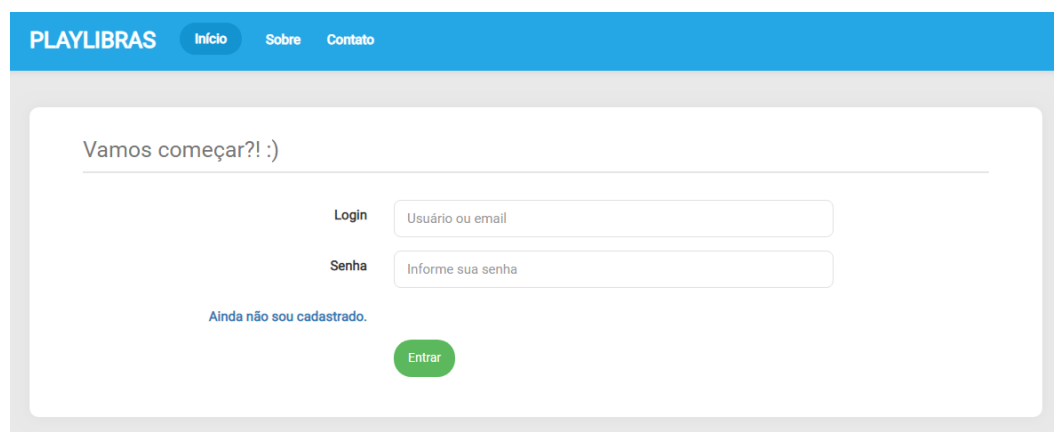 PLAYLIBRAS Início Sobre Contato
Vamos começar?! :)
Login Usuário ou email
Senha Informe sua senha
Ainda não sou cadastrado.
Entrar